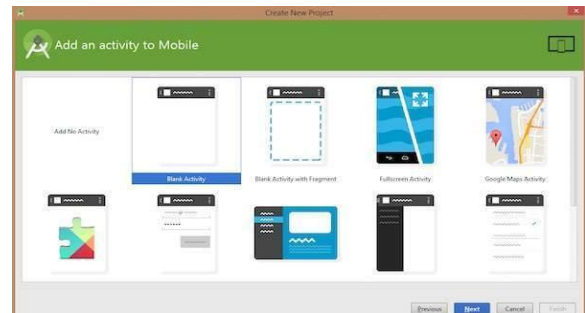 Create New Project
Add an activity to Mobile
Add No Activity
Blank Activity
Blank Activity with Fragment
Fullscreen Activity
Google Maps Activity
Previous
Next
Cancel
Finish